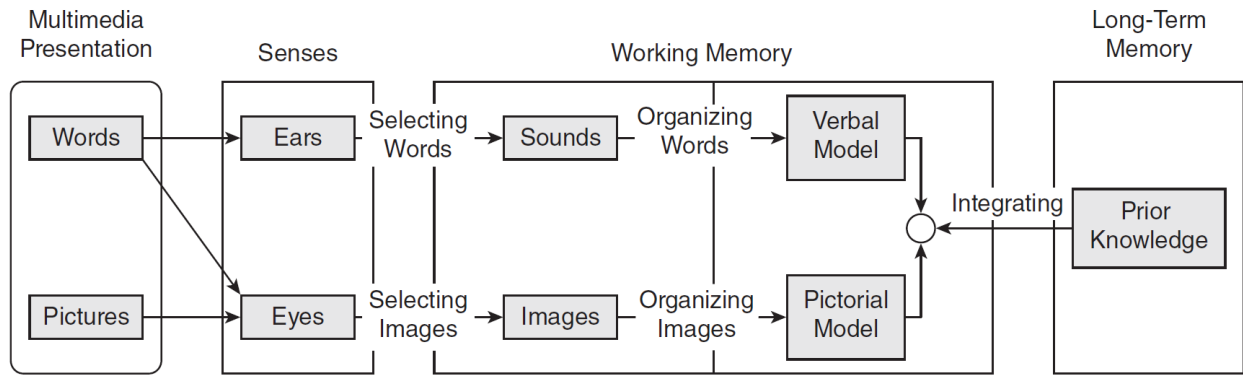 Multimedia
Presentation
Senses
Working Memory
Long-Term
Memory
Words
Ears
Selecting
Words
Sounds
Organizing
Words
Verbal
Model
Integrating
Prior
Knowledge
Pictures
Eyes
Selecting
Images
Images
Organizing
Images
Pictorial
Model